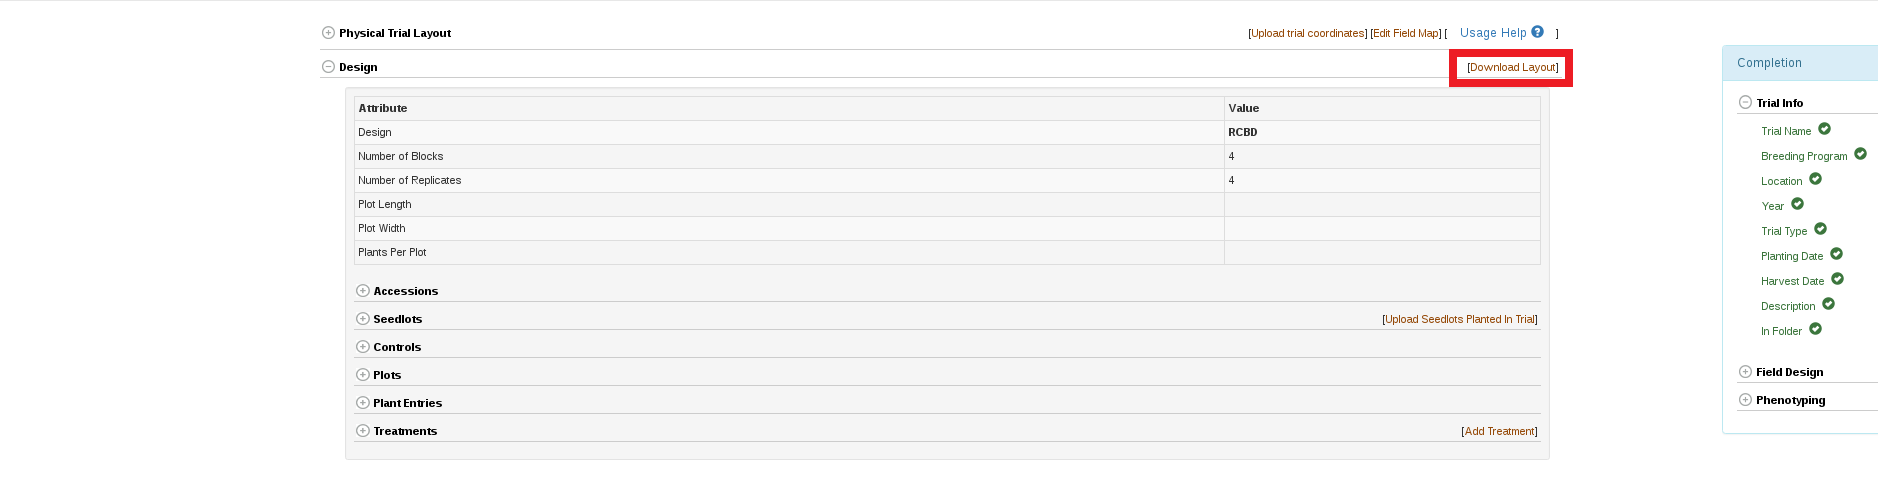 Physical Trial Layout [Upload trial coordinates] [Edit Field Map] [ Usage Help ? ]
Design [Download Layout]
Attribute Value
Design RCBD
Number of Blocks 4
Number of Replicates 4
Plot Length
Plot Width
Plants Per Plot
Accessions
Seedlots [Upload Seedlots Planted In Trial]
Controls
Plots
Plant Entries
Treatments [Add Treatment]
Completion
Trial Info
Trial Name
Breeding Program
Location
Year
Trial Type
Planting Date
Harvest Date
Description
In Folder
Field Design
Phenotyping